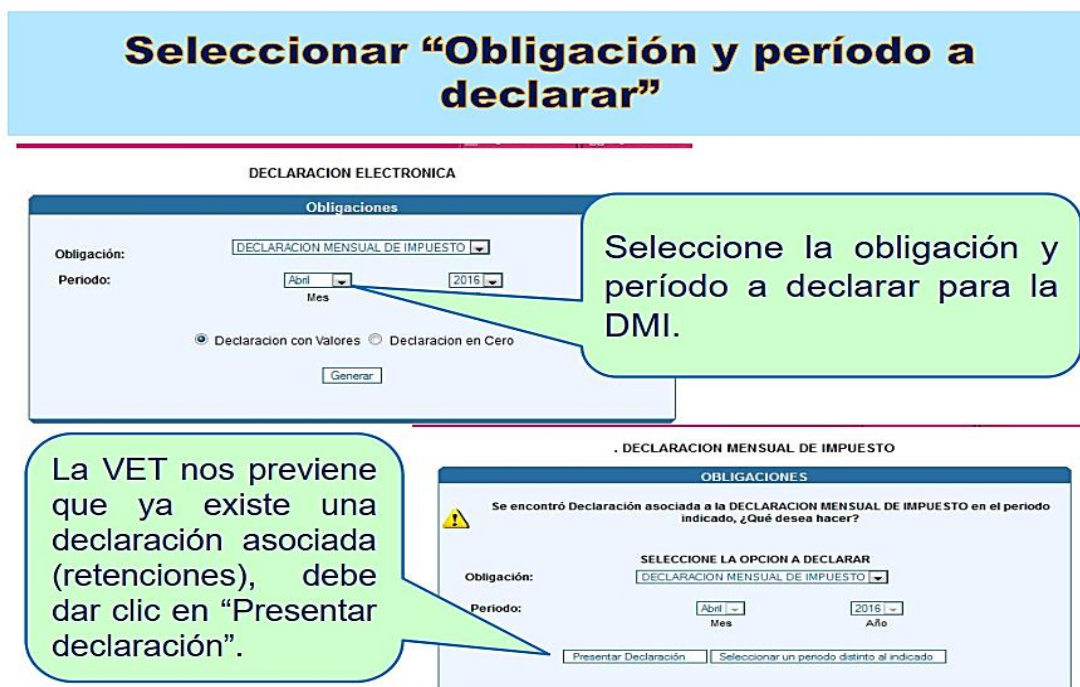 Seleccionar “Obligación y período a
declarar”
DECLARACION ELECTRONICA
Obligaciones
Obligación:
DECLARACION MENSUAL DE IMPUESTO
Periodo:
Abril
2016
Mes
Declaracion con Valores
Declaracion en Cero
Generar
Seleccione la obligación y
período a declarar para la
DMI.
La VET nos previene
que ya existe una
declaración asociada
(retenciones), debe
dar clic en “Presentar
declaración”.
. DECLARACION MENSUAL DE IMPUESTO
OBLIGACIONES
Se encontró Declaración asociada a la DECLARACION MENSUAL DE IMPUESTO en el periodo
indicado, ¿Qué desea hacer?
SELECCIONE LA OPCION A DECLARAR
Obligación:
DECLARACION MENSUAL DE IMPUESTO
Periodo:
Abril
2016
Mes
Año
Presentar Declaración
Seleccionar un periodo distinto al indicado